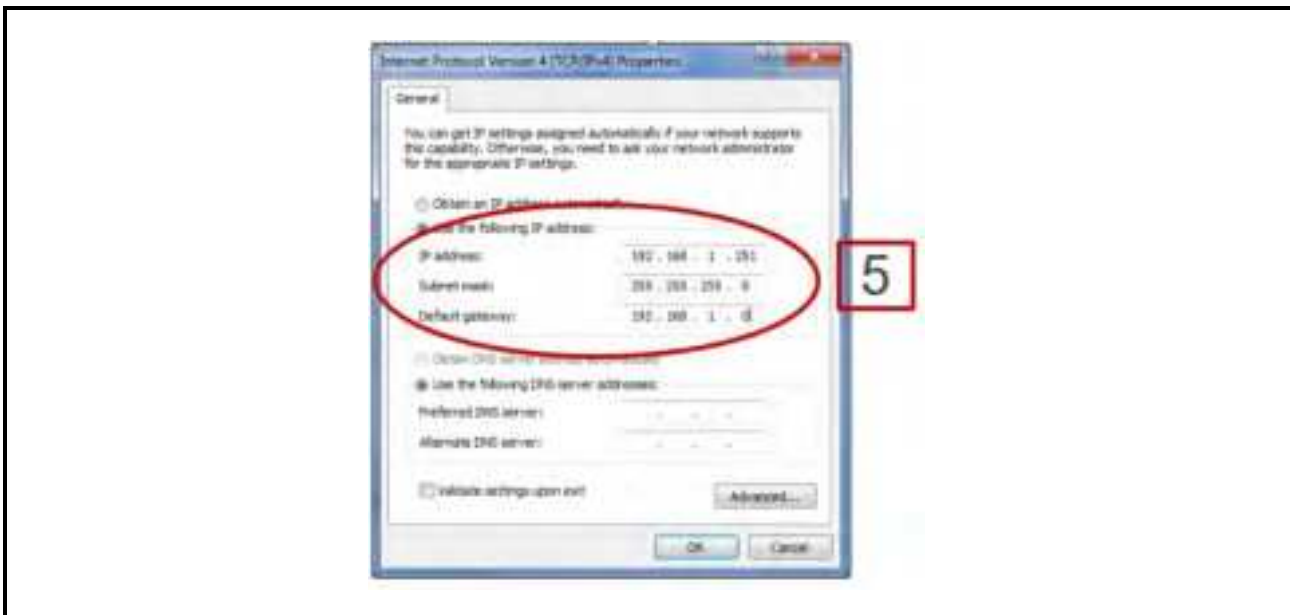 Internet Protocol Version 4 (TCP/IPv4) Properties
General
You can get IP settings assigned automatically if your network supports
this capability. Otherwise, you need to ask your network administrator
for the appropriate IP settings.
Obtain an IP address
Use the following IP address:
IP address: 192 . 168 . 1 .
5
Subnet mask: 255 . 255 . 255 . 0
Default gateway: 192 . 168 . 1 .
Obtain DNS server
Use the following DNS server addresses:
Preferred DNS server:
Alternate DNS server:
Validate settings upon exit
Advanced...
OK
Cancel